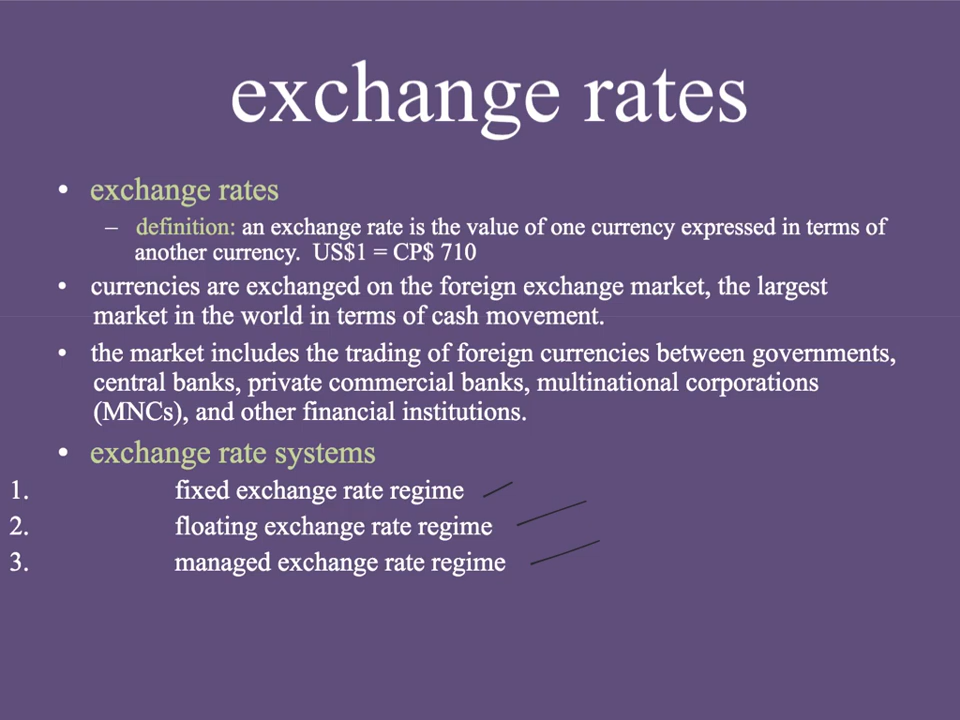 exchange rates
• exchange rates
– definition: an exchange rate is the value of one currency expressed in terms of
another currency. US$1 = CP$ 710
• currencies are exchanged on the foreign exchange market, the largest
market in the world in terms of cash movement.
• the market includes the trading of foreign currencies between governments,
central banks, private commercial banks, multinational corporations
(MNCs), and other financial institutions.
• exchange rate systems
1. fixed exchange rate regime
2. floating exchange rate regime
3. managed exchange rate regime